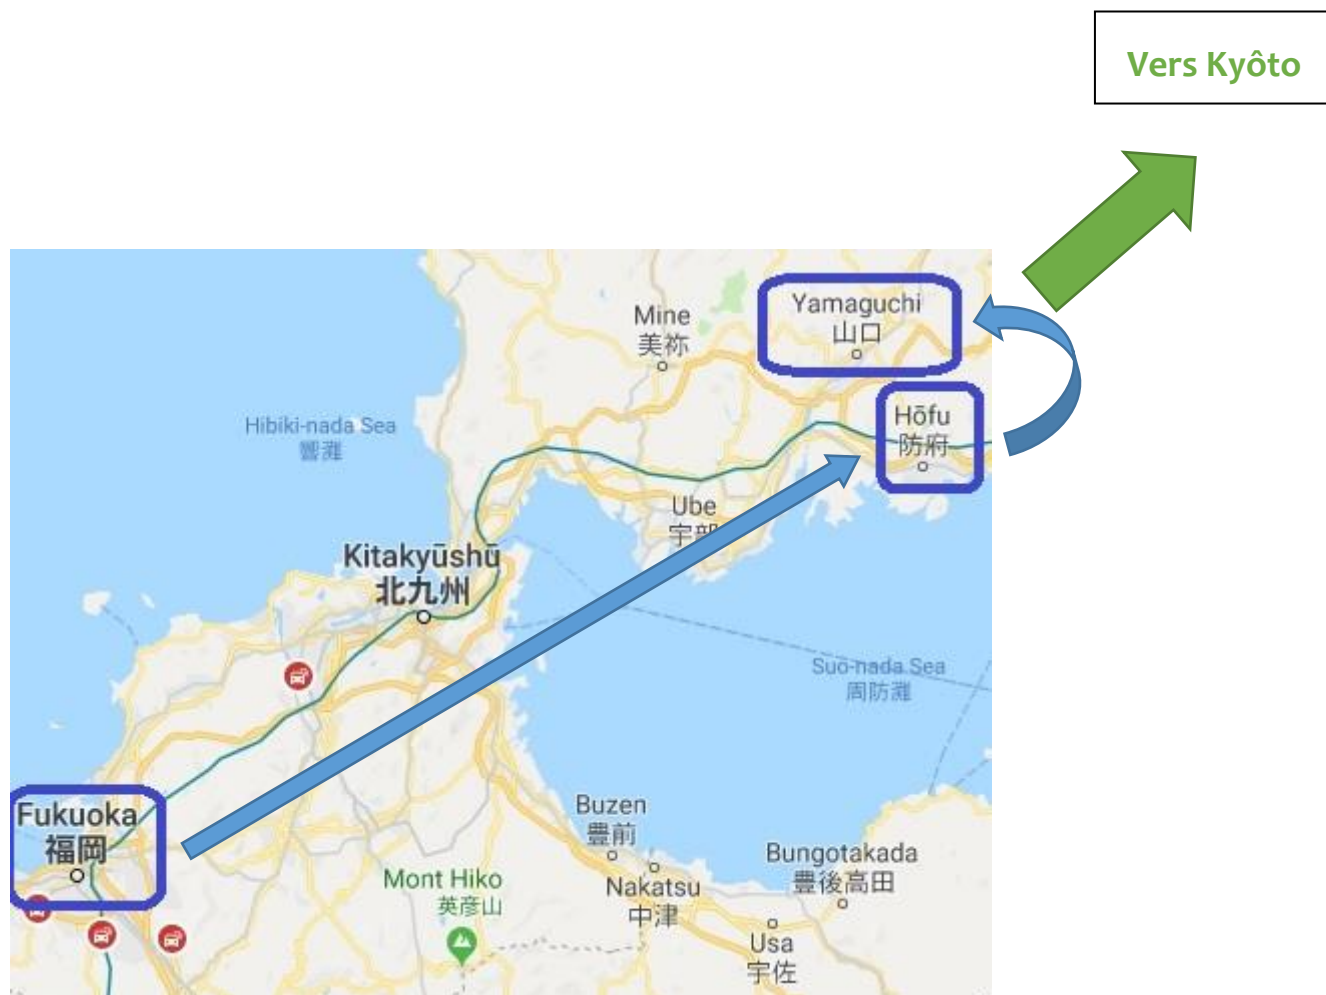 Vers Kyôto
Yamaguchi
山口
Mine
美祢
Hōfu
防府
Hibiki-nada Sea
響灘
Ube
宇部
Kitakyūshū
北九州
Suō-nada Sea
周防灘
Fukuoka
福岡
Buzen
豊前
Bungotakada
豊後高田
Mont Hiko
英彦山
Nakatsu
中津
Usa
宇佐